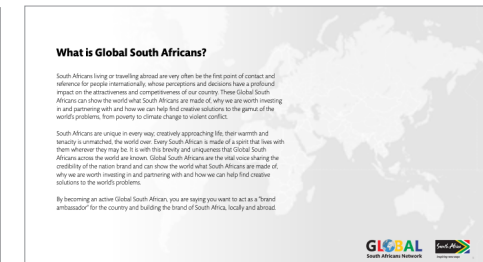 What is Global South Africans?
South Africans living or travelling abroad are very often be the first point of contact and
reference for people internationally, whose perceptions and decisions have a profound
impact on the attractiveness and competitiveness of our country. These Global South
Africans can show the world what South Africans are made of, why we are worth investing
in and partnering with and how we can help find creative solutions to the gamut of the
world's problems, from poverty to climate change to violent conflict.
South Africans are unique in every way; creatively approaching life, their warmth and
tenacity is unmatched, the world over. Every South African is made of a spirit that lives with
them wherever they may be. It is with this brevity and uniqueness that Global South
Africans across the world are known. Global South Africans are the vital voice sharing the
credibility of the nation brand and can show the world what South Africans are made of,
why we are worth investing in and partnering with and how we can help find creative
solutions to the world's problems.
By becoming an active Global South African, you are saying you want to act as a "brand
ambassador" for the country and building the brand of South Africa, locally and abroad.
GLOBAL
South Africans Network
South Africa
Inspiring new ways